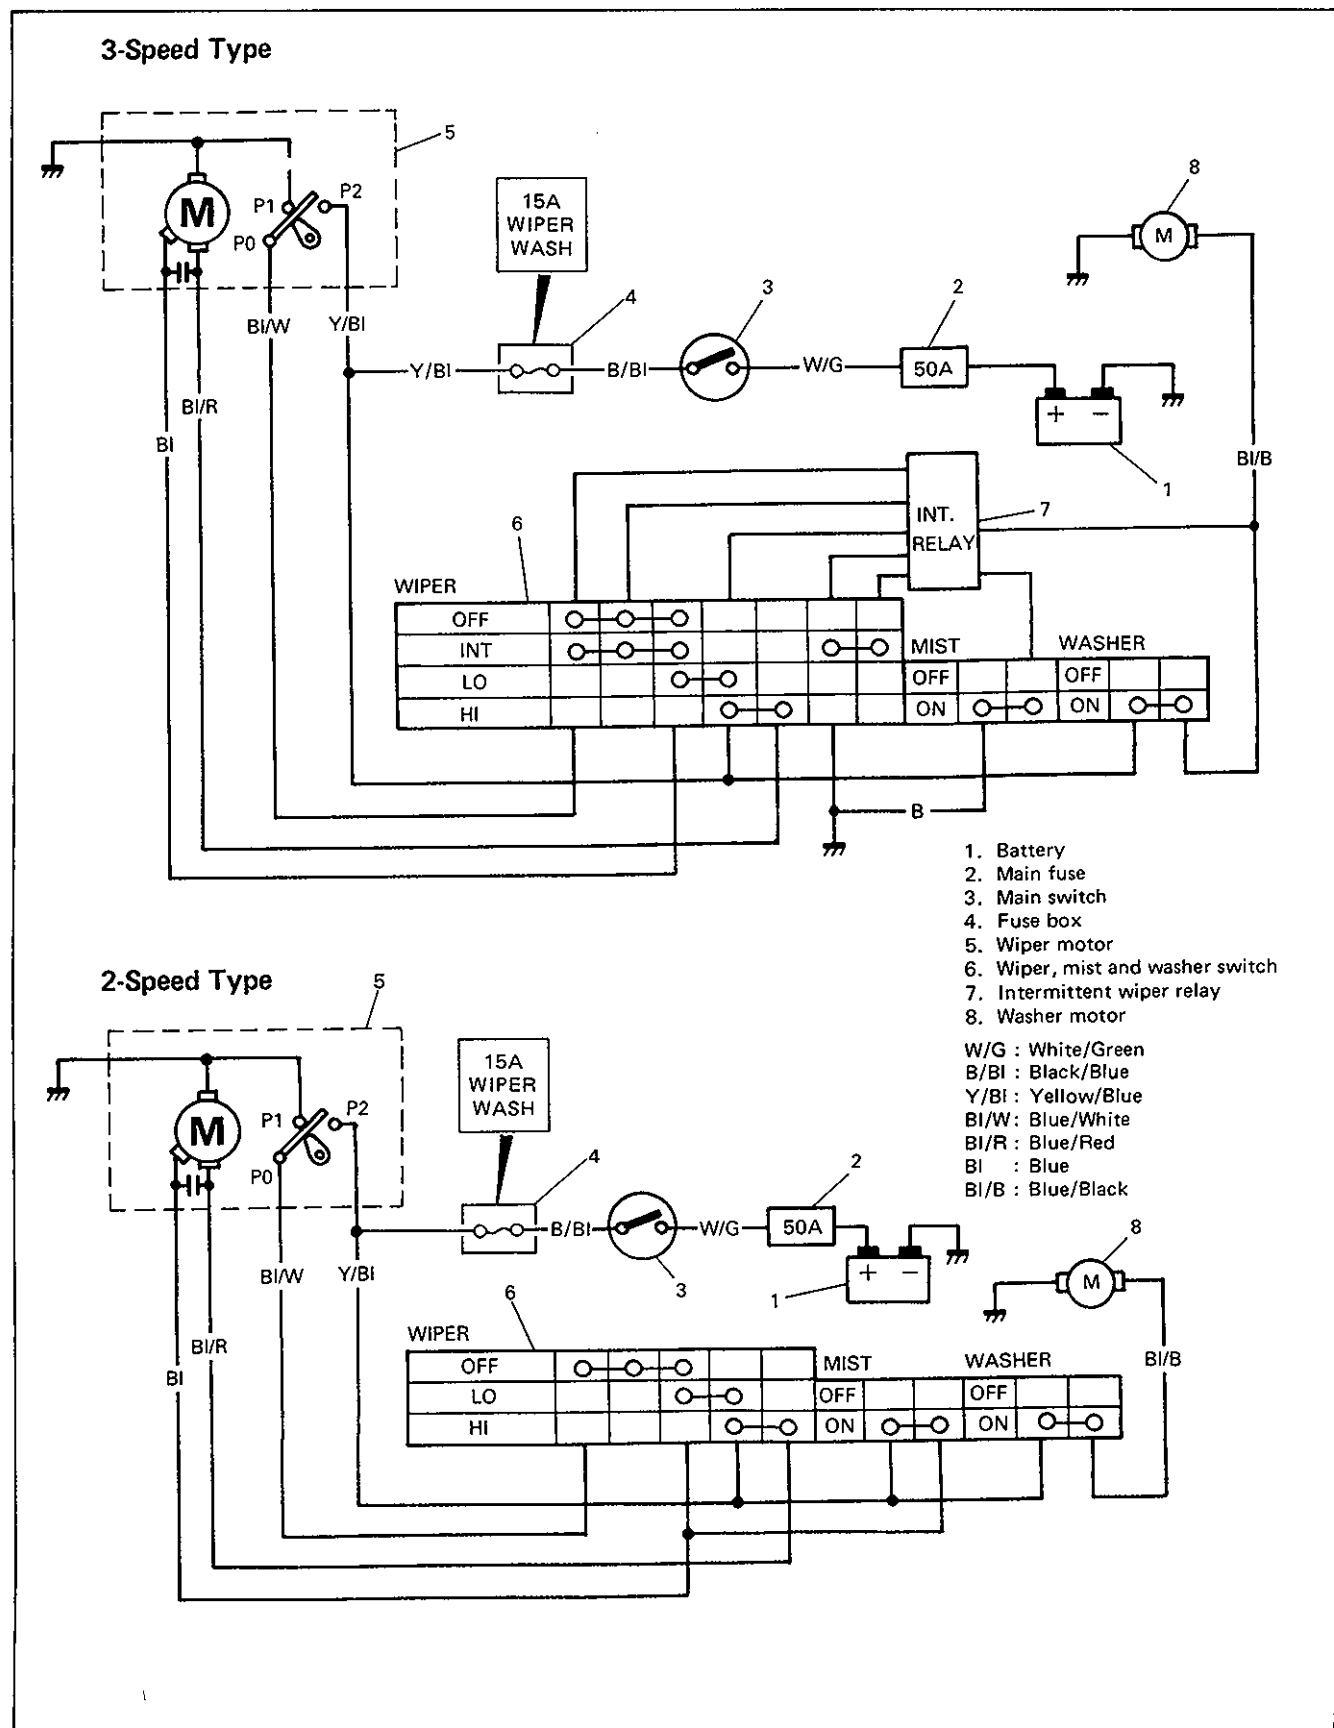 3-Speed Type
5
M
P1
P2
P0
15A
WIPER
WASH
8
M
4
3
2
Bl/W
Y/Bl
Y/Bl
B/Bl
W/G
50A
+ −
Bl/R
Bl
1
Bl/B
INT.
RELAY
7
6
WIPER
OFF
INT
MIST
WASHER
LO
OFF
OFF
HI
ON
ON
B
1. Battery
2. Main fuse
3. Main switch
4. Fuse box
5. Wiper motor
6. Wiper, mist and washer switch
7. Intermittent wiper relay
8. Washer motor
W/G : White/Green
B/Bl : Black/Blue
Y/Bl : Yellow/Blue
Bl/W : Blue/White
Bl/R : Blue/Red
Bl : Blue
Bl/B : Blue/Black
2-Speed Type
5
M
P1
P2
P0
15A
WIPER
WASH
4
2
B/Bl
W/G
50A
8
Bl/W
Y/Bl
3
1
+ −
M
6
WIPER
Bl/R
Bl
Bl/B
OFF
MIST
WASHER
LO
OFF
OFF
HI
ON
ON